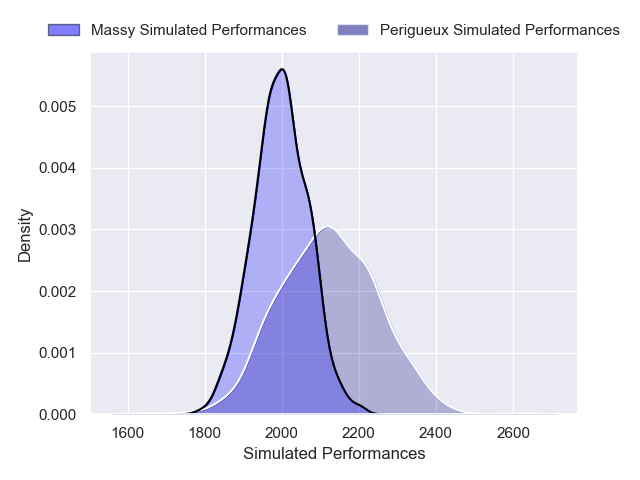 Massy Simulated Performances Perigueux Simulated Performances
0.005
0.004
0.003
0.002
0.001
0.000
Density
1600 1800 2000 2200 2400 2600
Simulated Performances